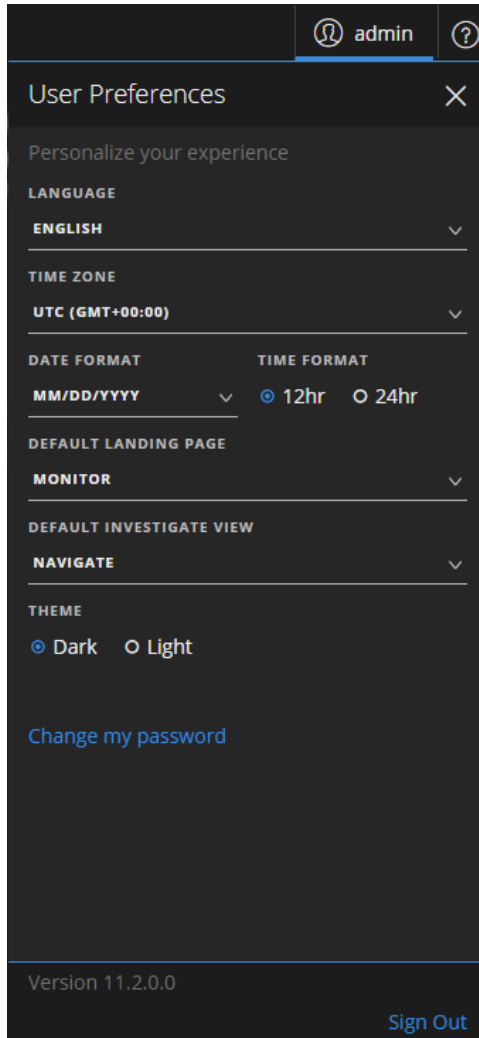 admin
User Preferences
Personalize your experience
LANGUAGE
ENGLISH
TIME ZONE
UTC (GMT+00:00)
DATE FORMAT TIME FORMAT
MM/DD/YYYY 12hr 24hr
DEFAULT LANDING PAGE
MONITOR
DEFAULT INVESTIGATE VIEW
NAVIGATE
THEME
Dark Light
Change my password
Version 11.2.0.0
Sign Out